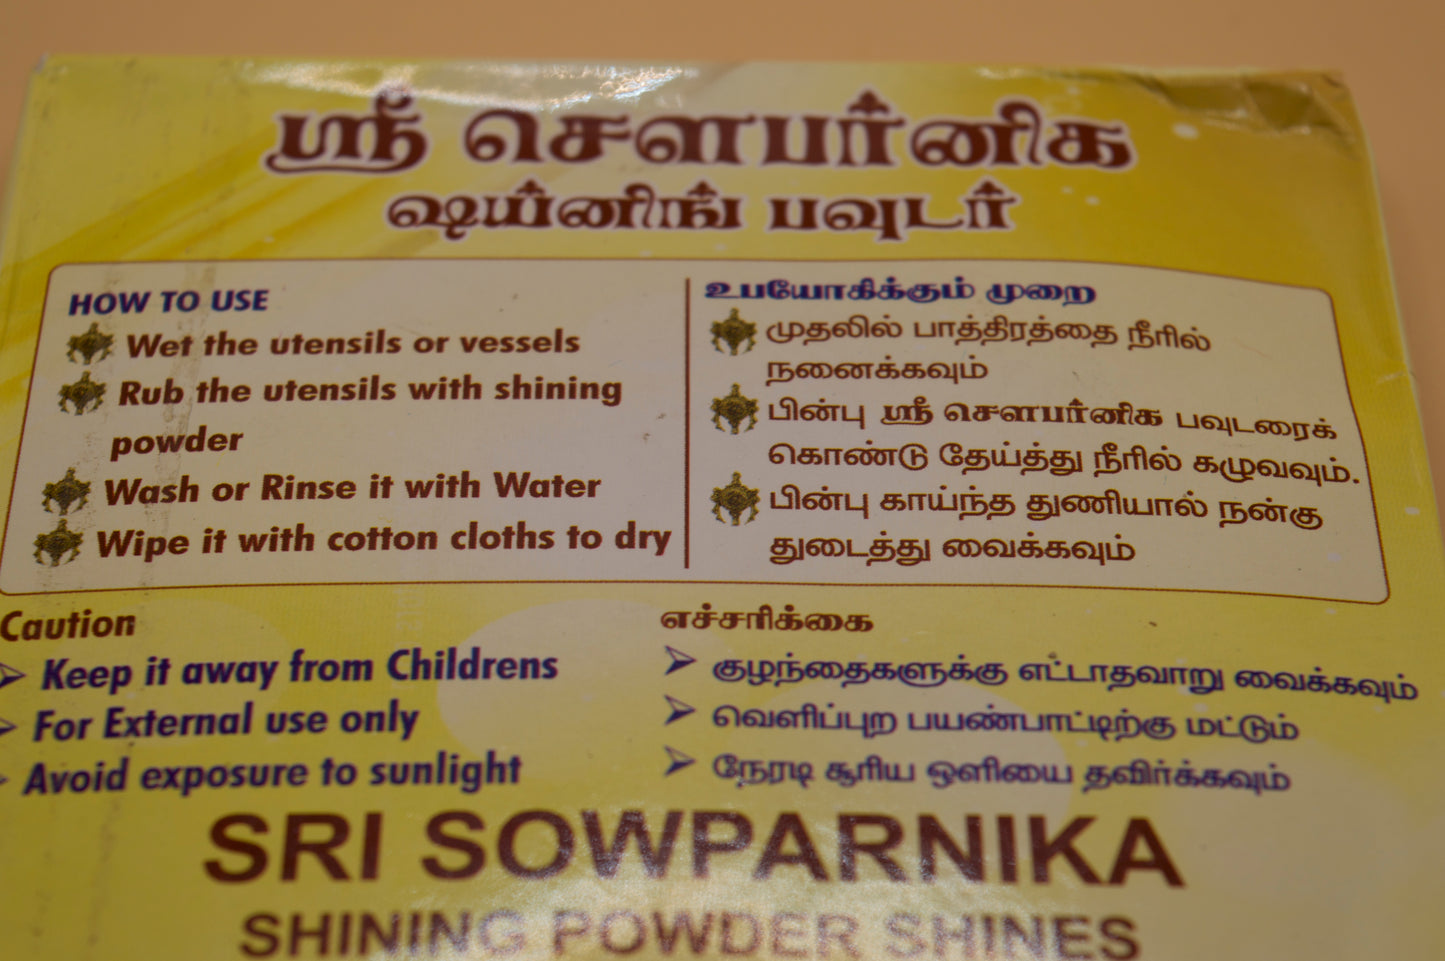 ஸ்ரீ சௌபர்னிக
ஷய்னிங் பவுடர்
HOW TO USE
Wet the utensils or vessels
Rub the utensils with shining
powder
Wash or Rinse it with Water
Wipe it with cotton cloths to dry
உபயோகிக்கும் முறை
முதலில் பாத்திரத்தை நீரில்
நனைக்கவும்
பின்பு ஸ்ரீ சௌபர்னிக பவுடரைக்
கொண்டு தேய்த்து நீரில் கழுவவும்.
பின்பு காய்ந்த துணியால் நன்கு
துடைத்து வைக்கவும்
Caution
Keep it away from Childrens
For External use only
Avoid exposure to sunlight
எச்சரிக்கை
குழந்தைகளுக்கு எட்டாதவாறு வைக்கவும்
வெளிப்புற பயண்பாட்டிற்கு மட்டும்
நேரடி சூரிய ஒளியை தவிர்க்கவும்
SRI SOWPARNIKA
SHINING POWDER SHINES